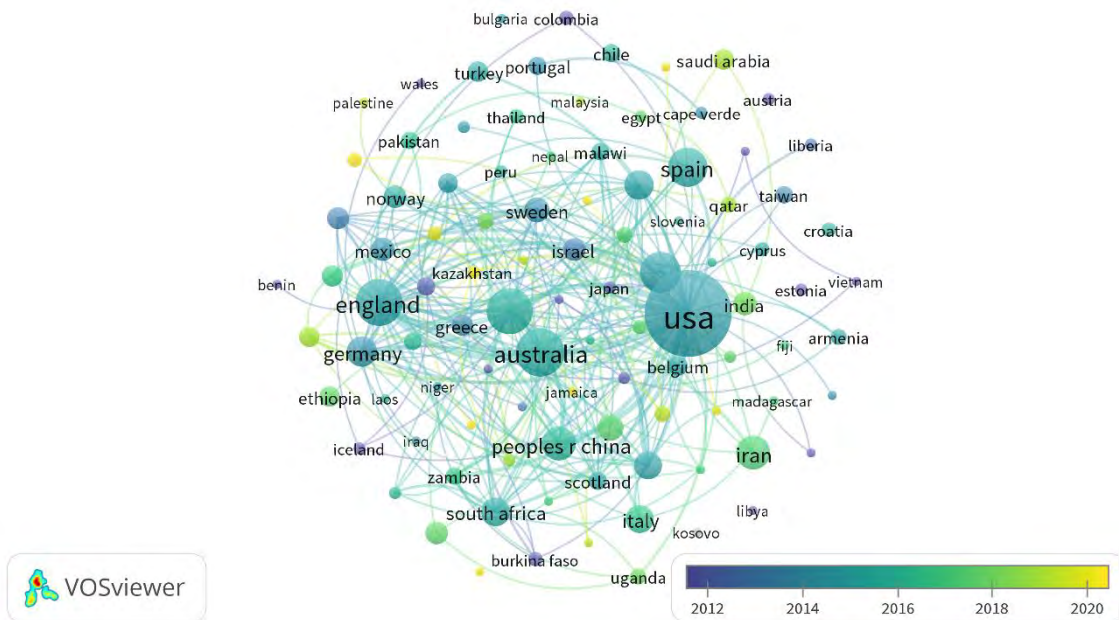 bulgaria
colombia
chile
saudi arabia
turkey
portugal
wales
austria
palestine
malaysia
thailand
egypt
cape verde
pakistan
nepal
malawi
liberia
peru
spain
norway
taiwan
qatar
sweden
slovenia
croatia
mexico
israel
cyprus
kazakhstan
benin
japan
estonia
vietnam
england
india
usa
greece
armenia
germany
australia
fiji
belgium
niger
jamaica
ethiopia
laos
madagascar
iceland
iraq
peoples r china
iran
zambia
scotland
south africa
italy
libya
kosovo
burkina faso
uganda
VOSviewer
2012
2014
2016
2018
2020